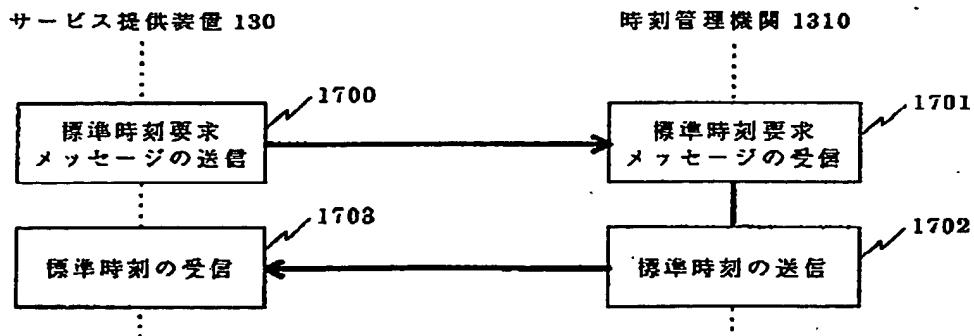 サービス提供装置 130
時刻管理機関 1310
1700
標準時刻要求
メッセージの送信
1701
標準時刻要求
メッセージの受信
1703
標準時刻の受信
1702
標準時刻の送信